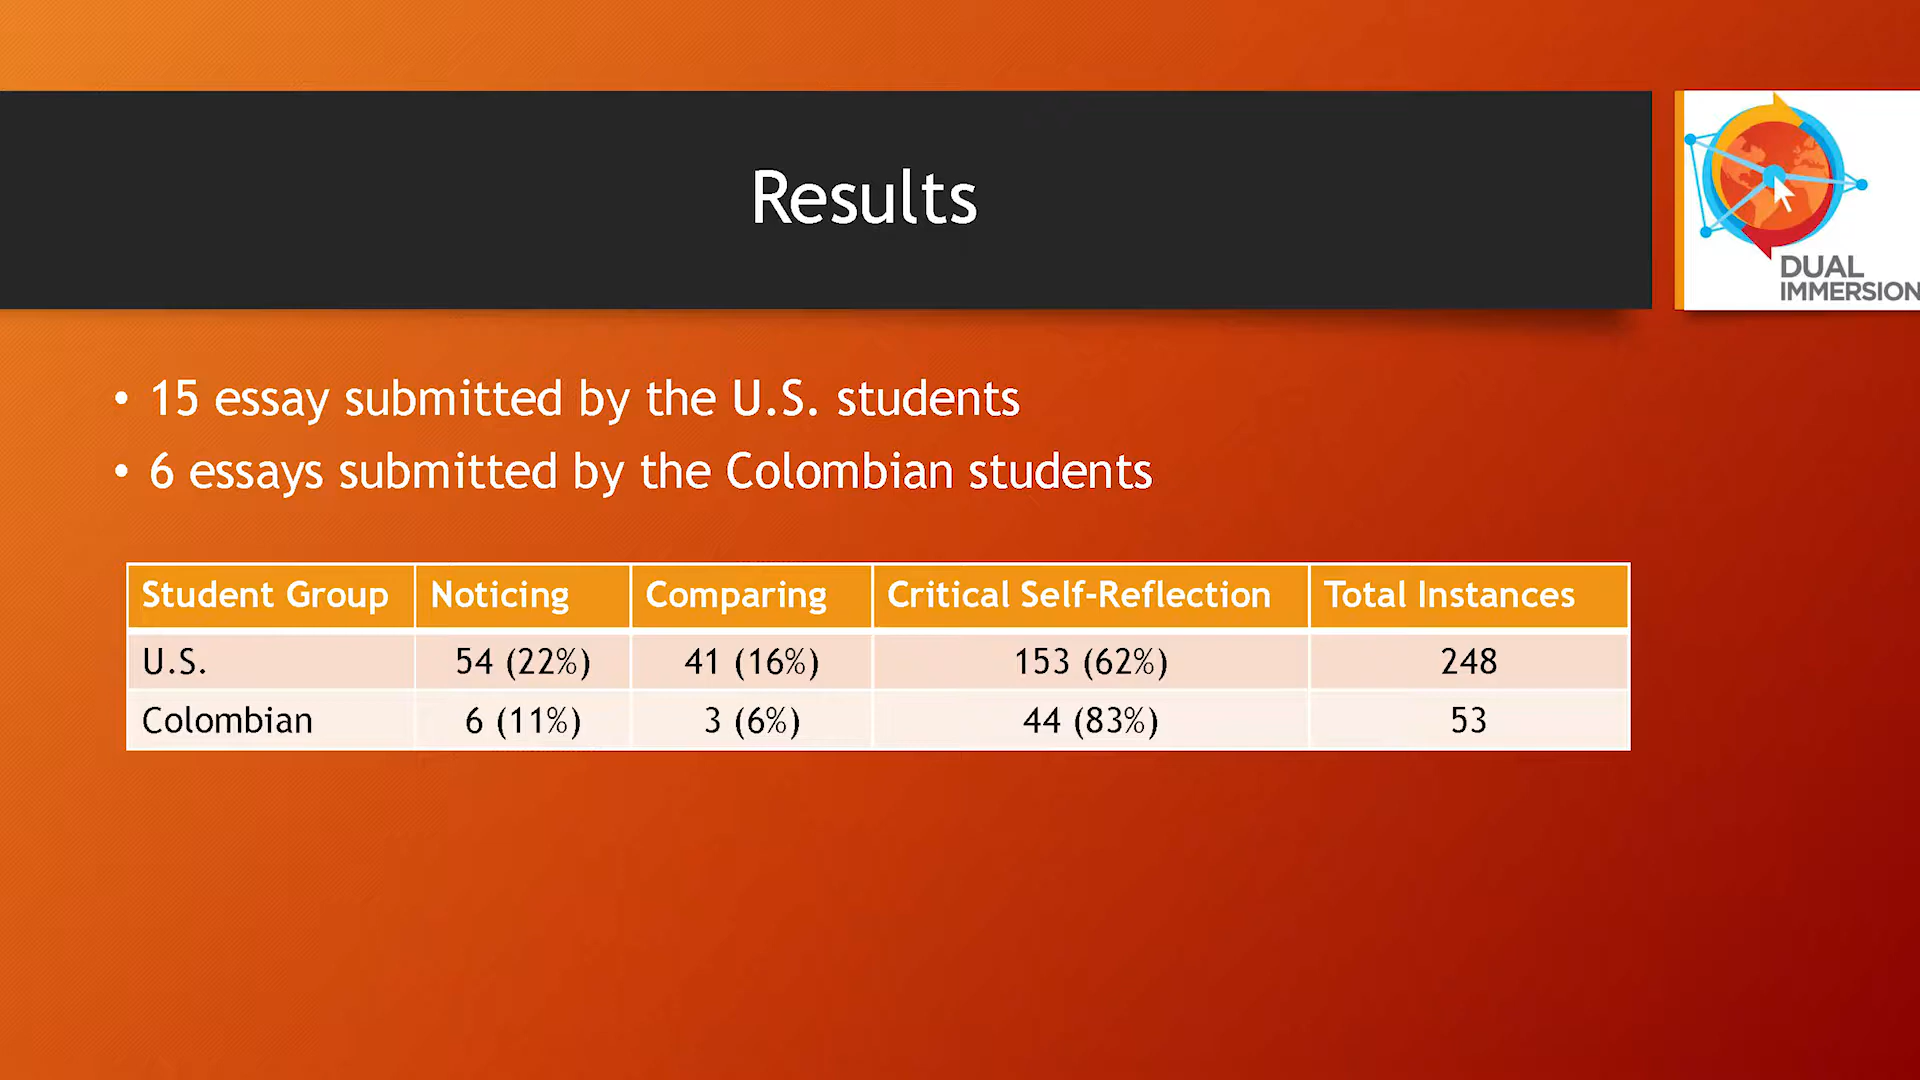 Results
DUAL
IMMERSION
• 15 essay submitted by the U.S. students
• 6 essays submitted by the Colombian students
Student Group Noticing Comparing Critical Self-Reflection Total Instances
U.S. 54 (22%) 41 (16%) 153 (62%) 248
Colombian 6 (11%) 3 (6%) 44 (83%) 53